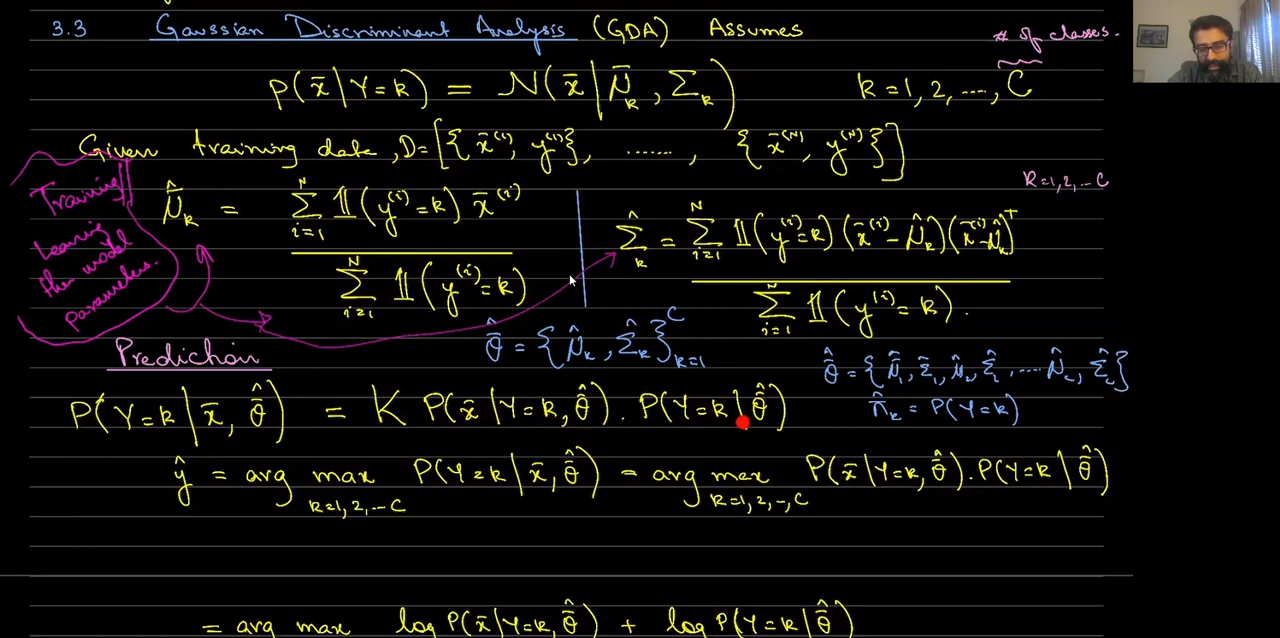 3.3 Gaussian Discriminant Analysis (GDA) Assumes
# of classes.
P(x̄|Y=k) = N(x̄|μ̄_k, Σ_k) k = 1, 2, ...., C
Given training data, D = [{x̄^(1), y^(1)}, ......., {x̄^(N), y^(N)}]
k=1,2,--C
Training/
Learning
the model
parameters.
μ̄̂_k = Σ_{i=1}^N 𝟙(y^(i)=k) x̄^(i) / Σ_{i=1}^N 𝟙(y^(i)=k)
Σ̂_k = Σ_{i=1}^N 𝟙(y^(i)=k)(x̄^(i) - μ̂_k)(x̄^(i) - μ̂_k)^T / Σ_{i=1}^N 𝟙(y^(i)=k).
θ̄̂ = {μ̂_k, Σ̂_k}_{k=1}^C
θ̄̂ = {μ̂_1, Σ̂_1, μ̂_2, Σ̂_2, ..... μ̂_C, Σ̂_C}
π̂_k = P(Y=k)
Prediction
P(Y=k|x̄, θ̄̂) = K P(x̄|Y=k, θ̄̂) . P(Y=k|θ̄̂)
ŷ = arg max_{k=1,2,--C} P(Y=k|x̄, θ̄̂) = arg max_{k=1,2,-,C} P(x̄|Y=k, θ̄̂) . P(Y=k|θ̄̂)
= arg max log P(x̄|Y=k, θ̄̂) + log P(Y=k|θ̄̂)